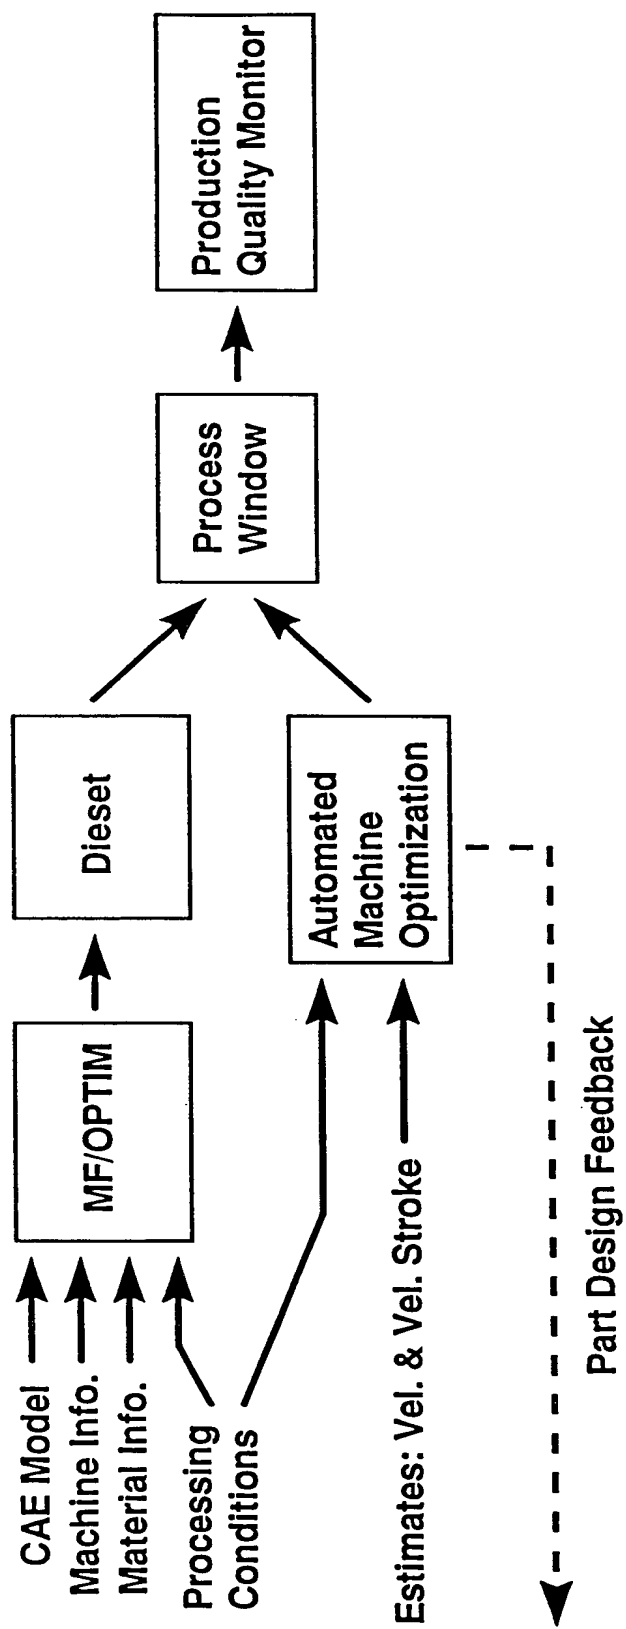 CAE Model
Machine Info.
Material Info.
Processing
Conditions
MF/OPTIM
Dieset
Estimates: Vel. & Vel. Stroke
Automated
Machine
Optimization
Process
Window
Production
Quality Monitor
Part Design Feedback